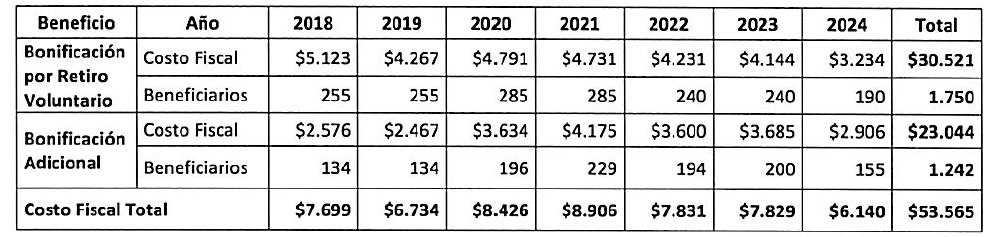 Beneficio Año 2018 2019 2020 2021 2022 2023 2024 Total
Bonificación por Retiro Voluntario Costo Fiscal $5.123 $4.267 $4.791 $4.731 $4.231 $4.144 $3.234 $30.521
Beneficiarios 255 255 285 285 240 240 190 1.750
Bonificación Adicional Costo Fiscal $2.576 $2.467 $3.634 $4.175 $3.600 $3.685 $2.906 $23.044
Beneficiarios 134 134 196 229 194 200 155 1.242
Costo Fiscal Total $7.699 $6.734 $8.426 $8.906 $7.831 $7.829 $6.140 $53.565